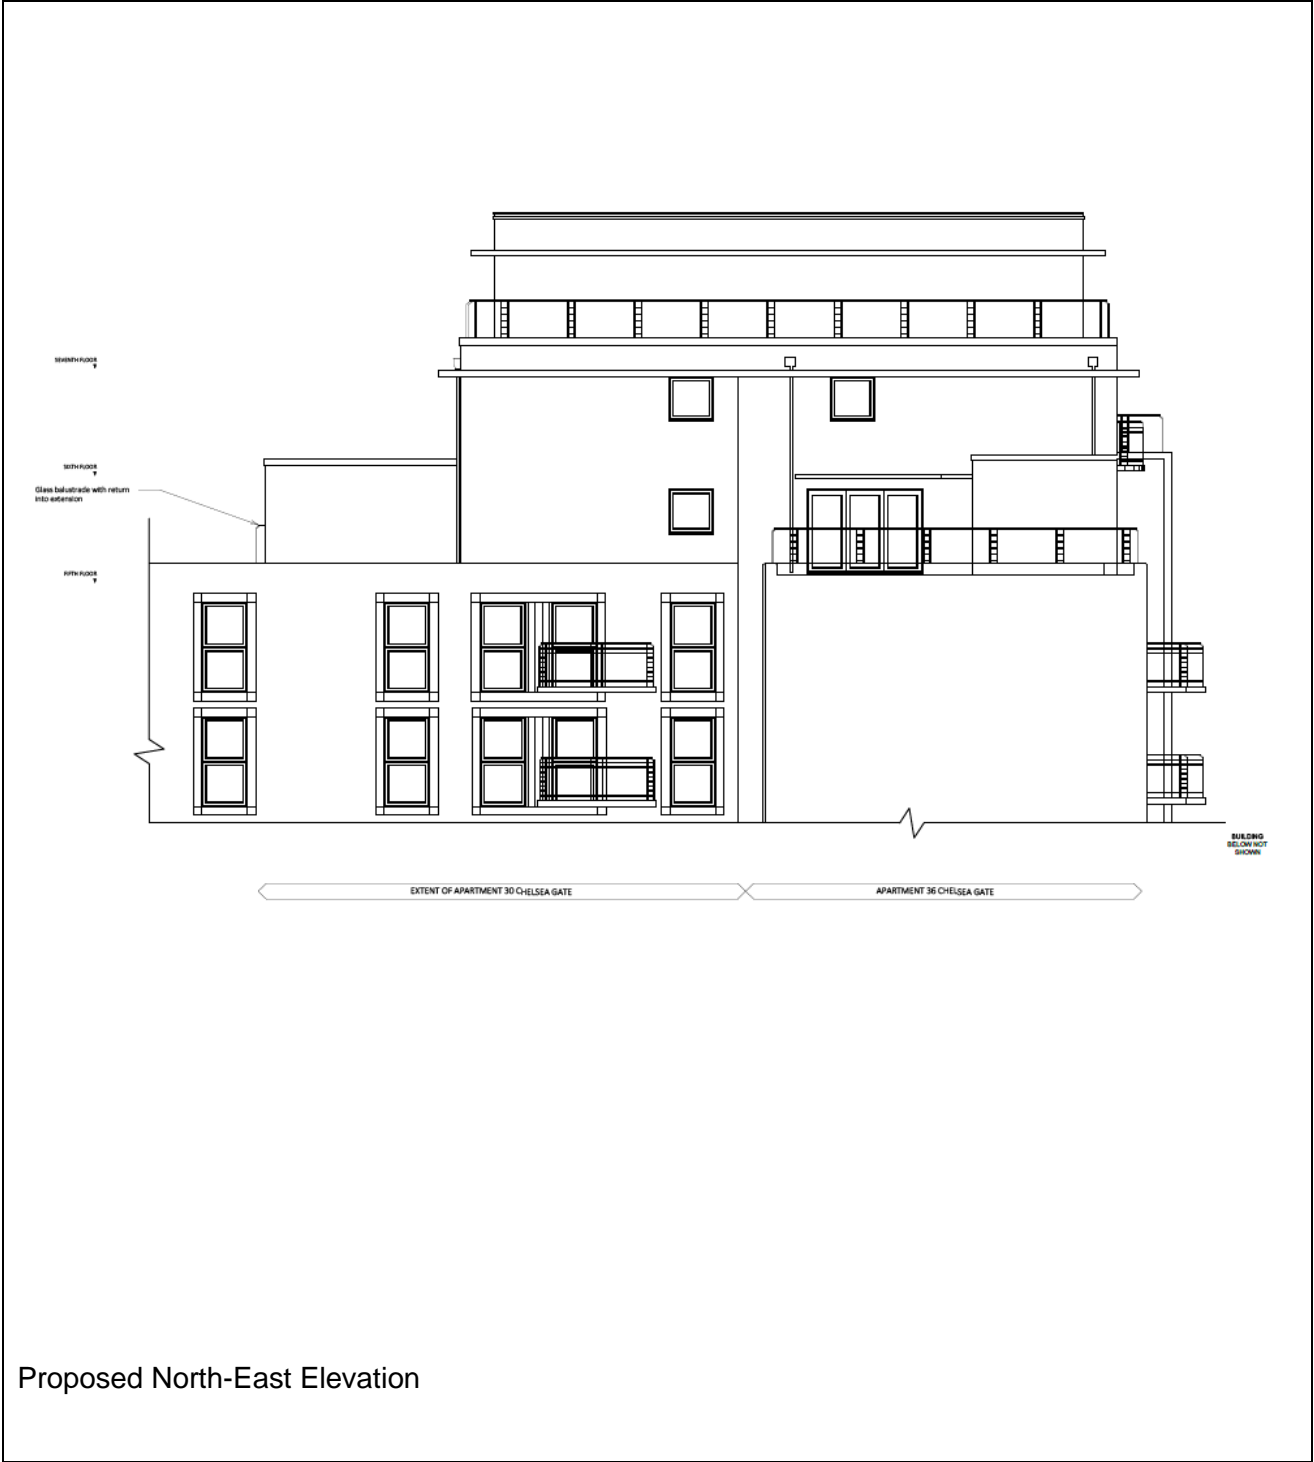 SEVENTH FLOOR
SIXTH FLOOR
Glass balustrade with return
into extension
FIFTH FLOOR
BUILDING
BELOW NOT
SHOWN
EXTENT OF APARTMENT 30 CHELSEA GATE
APARTMENT 36 CHELSEA GATE
Proposed North-East Elevation